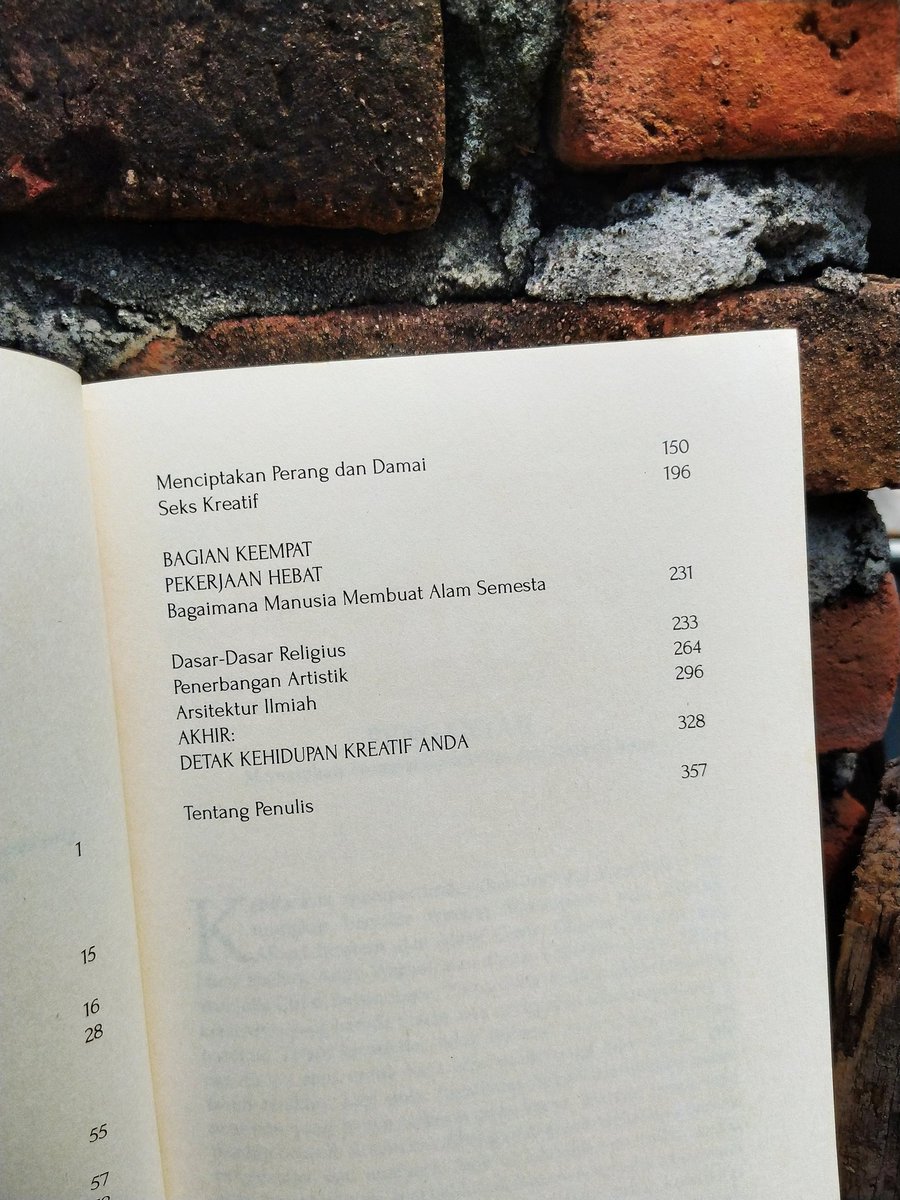 1
15
16
28
55
57
Menciptakan Perang dan Damai 150
Seks Kreatif 196
BAGIAN KEEMPAT
PEKERJAAN HEBAT
Bagaimana Manusia Membuat Alam Semesta 231
Dasar-Dasar Religius 233
Penerbangan Artistik 264
Arsitektur Ilmiah 296
AKHIR:
DETAK KEHIDUPAN KREATIF ANDA 328
Tentang Penulis 357